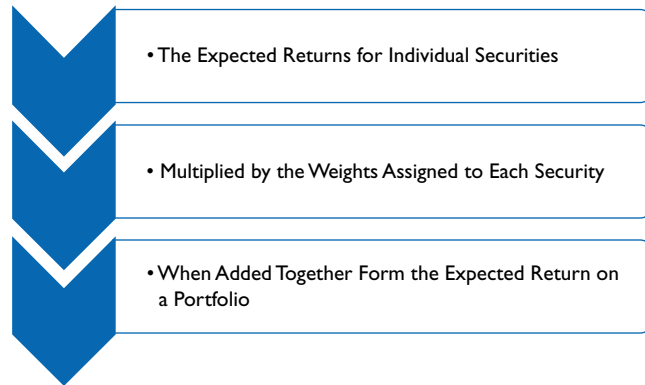 • The Expected Returns for Individual Securities
• Multiplied by the Weights Assigned to Each Security
• When Added Together Form the Expected Return on
a Portfolio